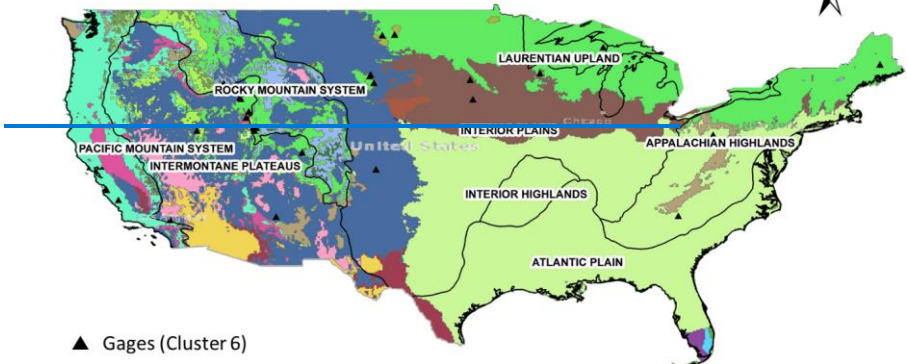 LAURENTIAN UPLAND
ROCKY MOUNTAIN SYSTEM
Chicago
INTERIOR PLAINS
United States
PACIFIC MOUNTAIN SYSTEM
APPALACHIAN HIGHLANDS
INTERMONTANE PLATEAUS
INTERIOR HIGHLANDS
ATLANTIC PLAIN
Gages (Cluster 6)